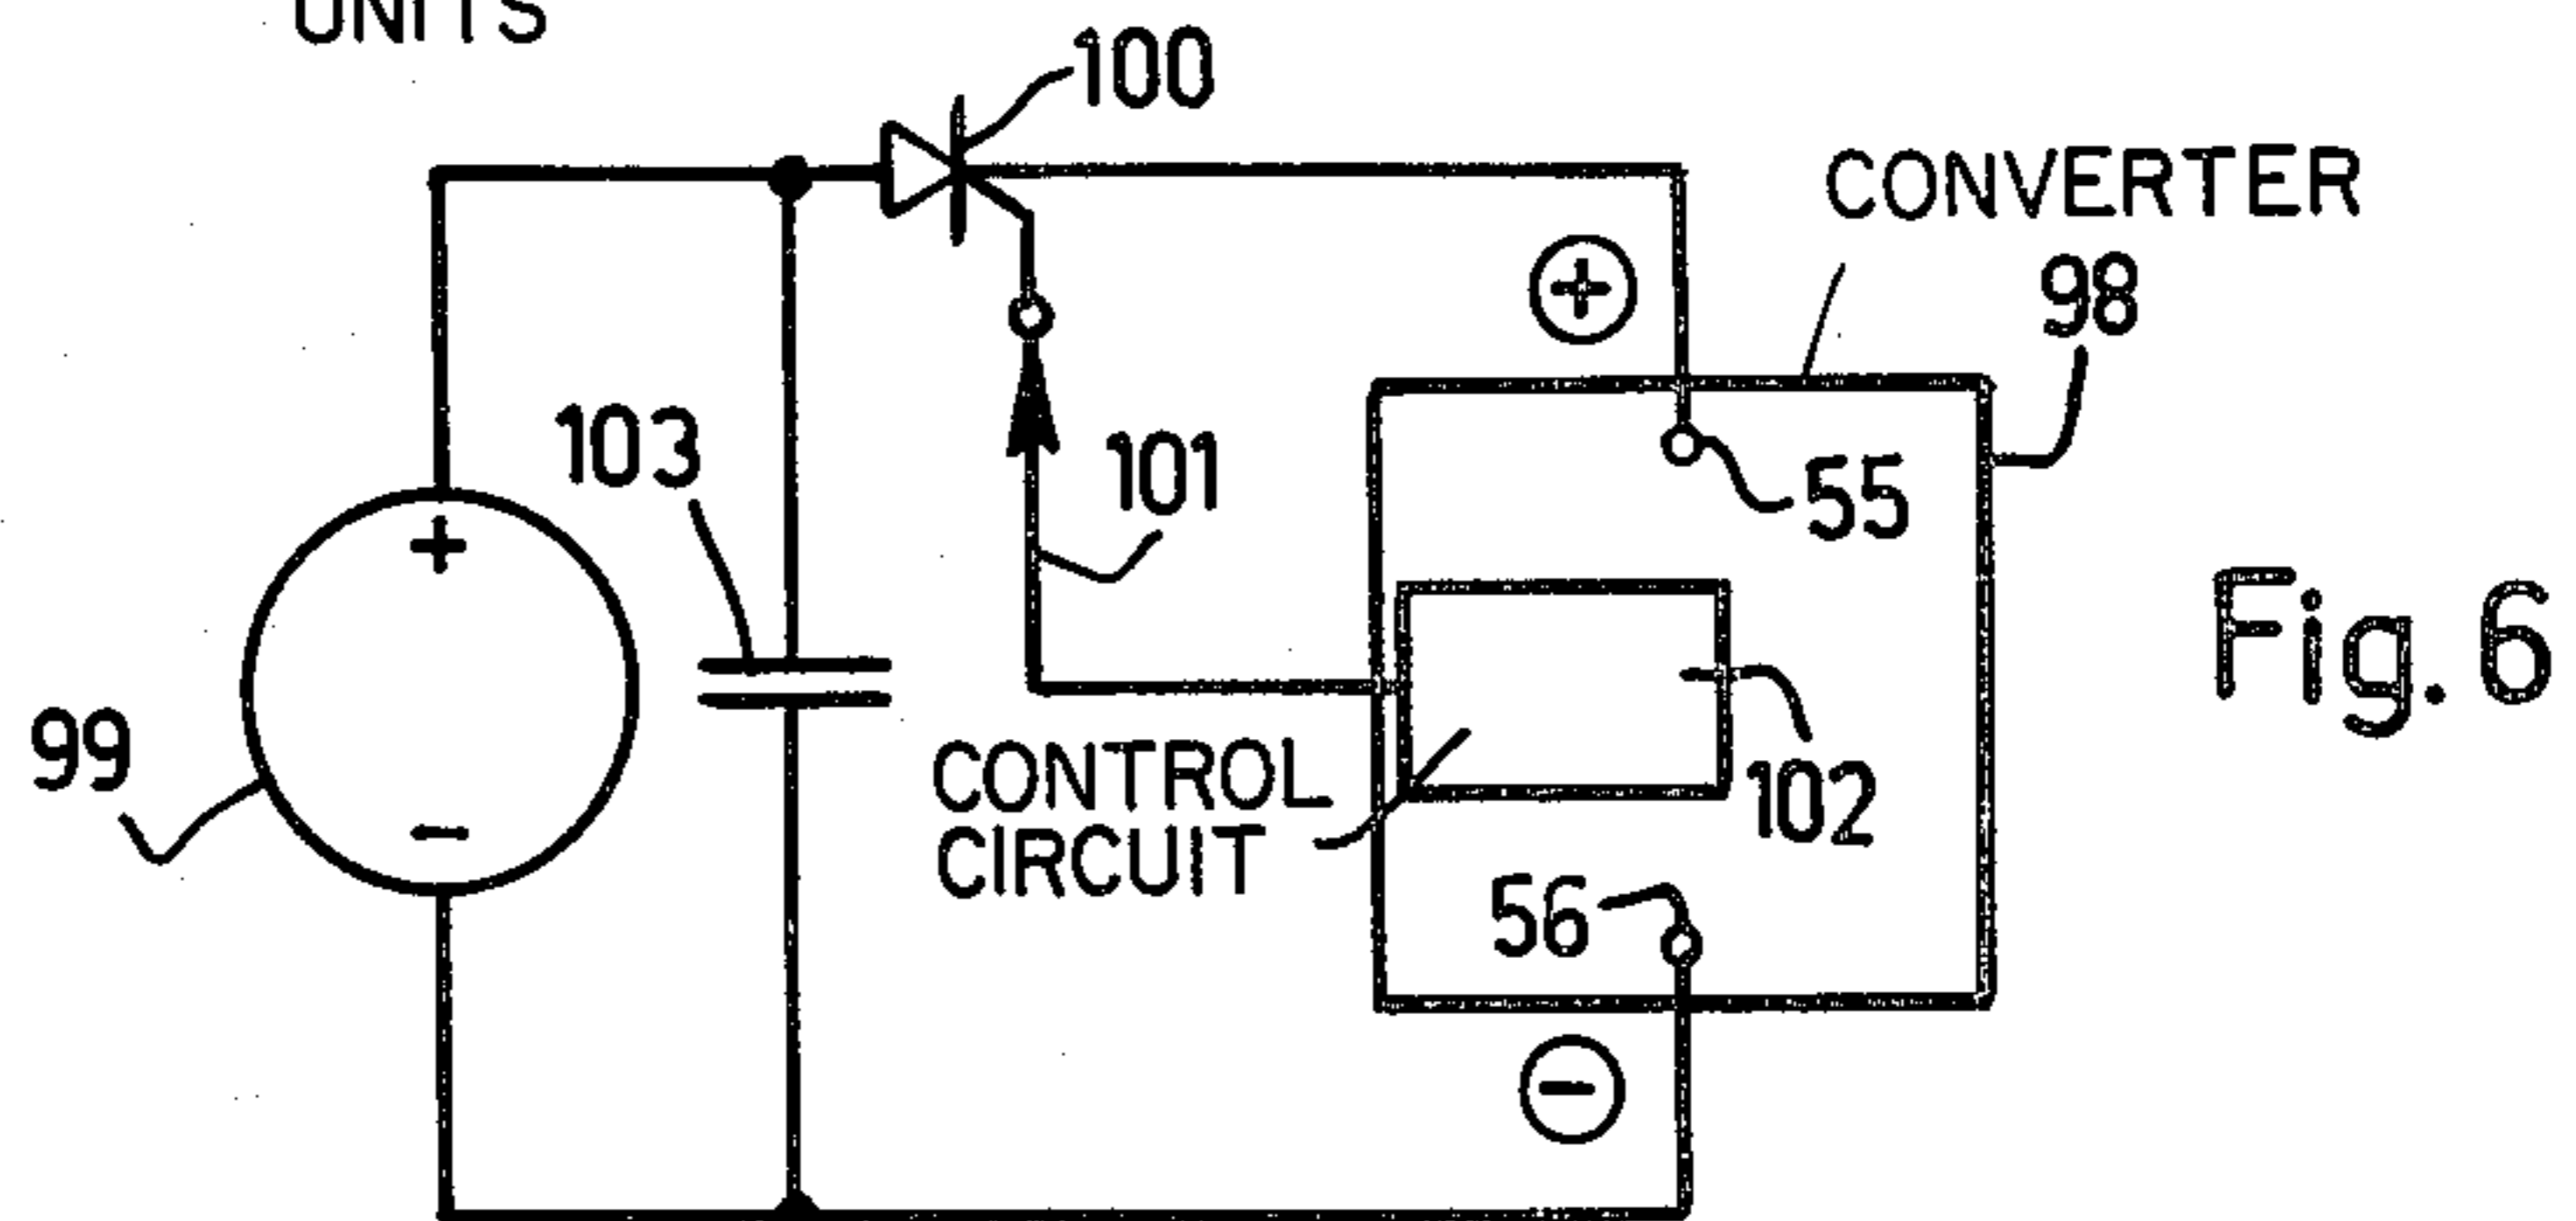 UNITS
100
CONVERTER
+
98
103
101
55
+
Fig. 6
99
CONTROL
CIRCUIT
102
-
56
-